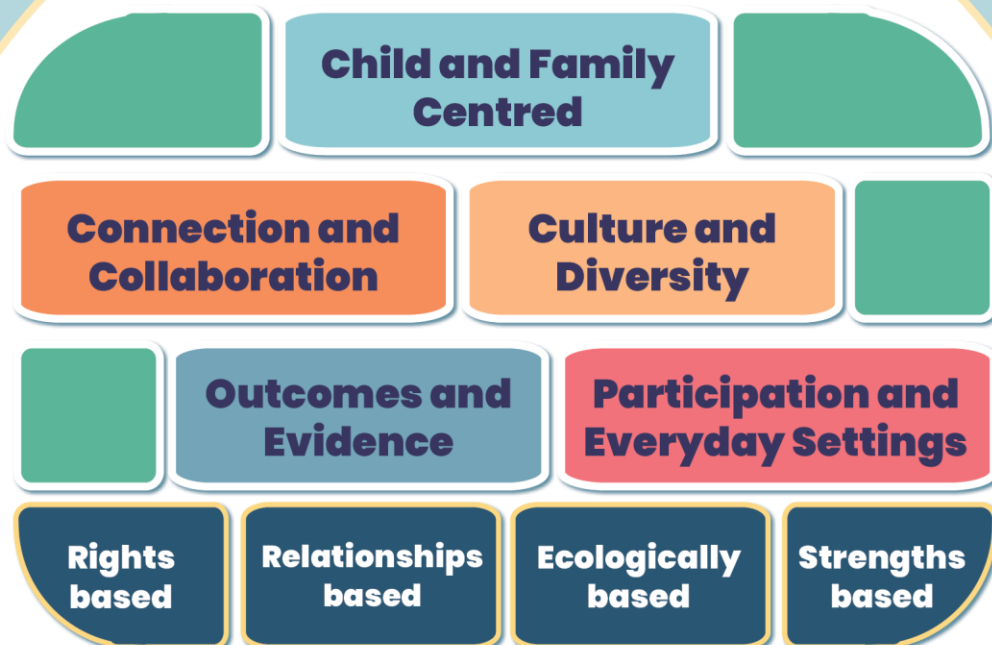 Child and Family
Centred
Connection and
Collaboration
Culture and
Diversity
Outcomes and
Evidence
Participation and
Everyday Settings
Rights
based
Relationships
based
Ecologically
based
Strengths
based